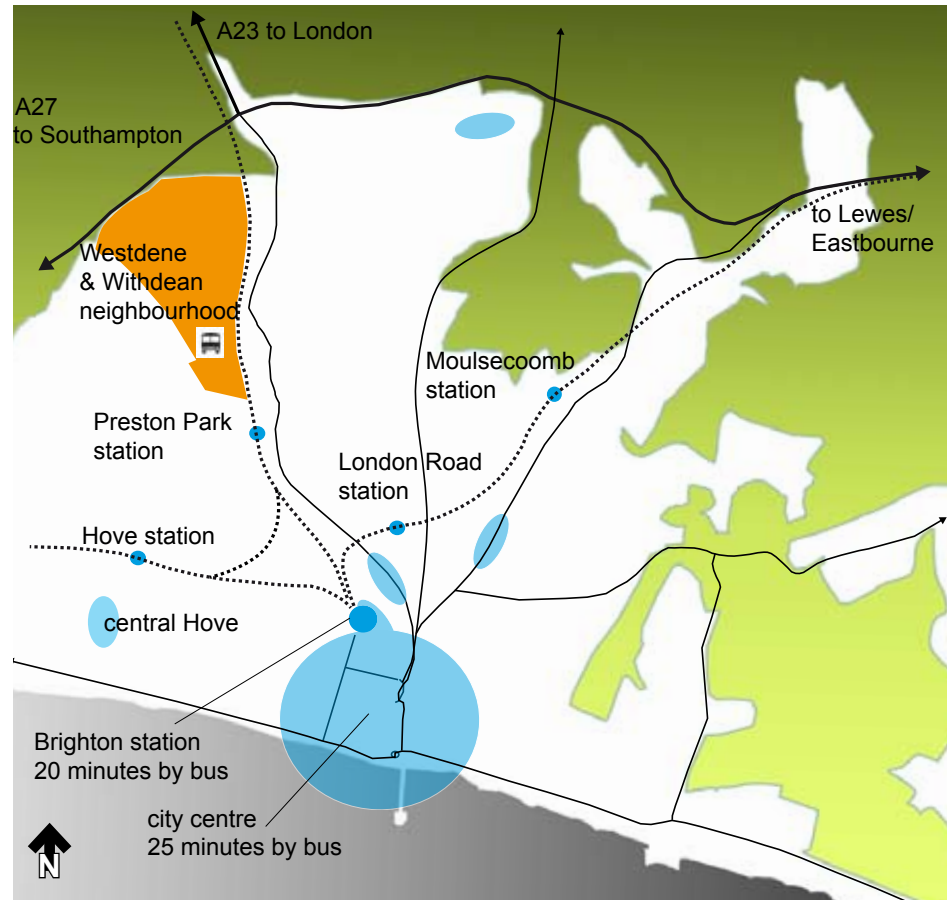 A23 to London
A27
to Southampton
to Lewes/
Eastbourne
Westdene
& Withdean
neighbourhood
Moulsecoomb
station
Preston Park
station
London Road
station
Hove station
central Hove
Brighton station
20 minutes by bus
city centre
25 minutes by bus
N